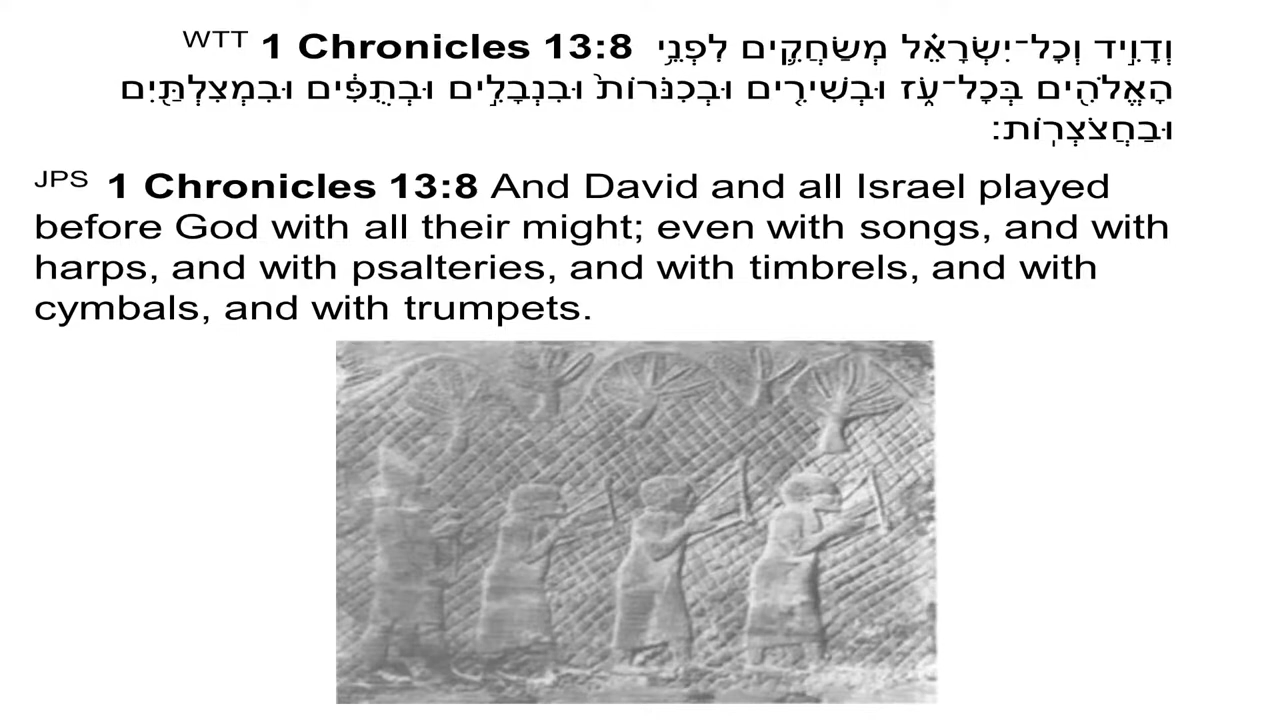 WTT 1 Chronicles 13:8 וְדָוִ֣יד וְכָל־יִשְׂרָאֵ֗ל מְשַׂחֲקִ֛ים לִפְנֵ֥י
הָאֱלֹהִ֖ים בְּכָל־עֹ֑ז וּבְשִׁירִ֤ים וּבְכִנֹּרוֹת֙ וּבִנְבָלִ֣ים וּבְתֻפִּ֔ים וּבִמְצִלְתַּ֖יִם
וּבַחֲצֹצְרֽוֹת׃
JPS 1 Chronicles 13:8 And David and all Israel played
before God with all their might; even with songs, and with
harps, and with psalteries, and with timbrels, and with
cymbals, and with trumpets.